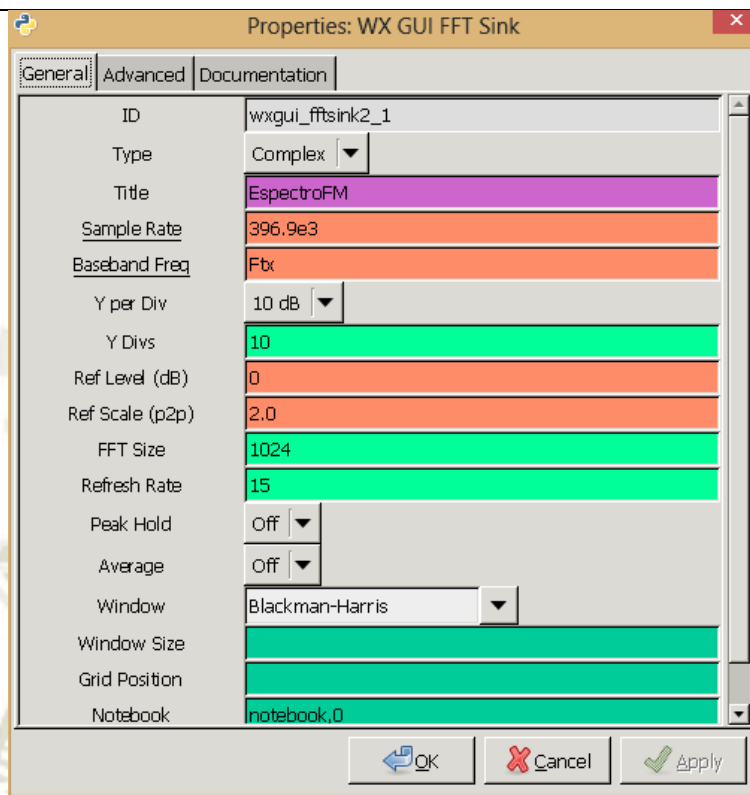 Properties: WX GUI FFT Sink
General Advanced Documentation
ID wxgui_fftsink2_1
Type Complex
Title EspectroFM
Sample Rate 396.9e3
Baseband Freq Ftx
Y per Div 10 dB
Y Divs 10
Ref Level (dB) 0
Ref Scale (p2p) 2.0
FFT Size 1024
Refresh Rate 15
Peak Hold Off
Average Off
Window Blackman-Harris
Window Size
Grid Position
Notebook notebook,0
OK Cancel Apply